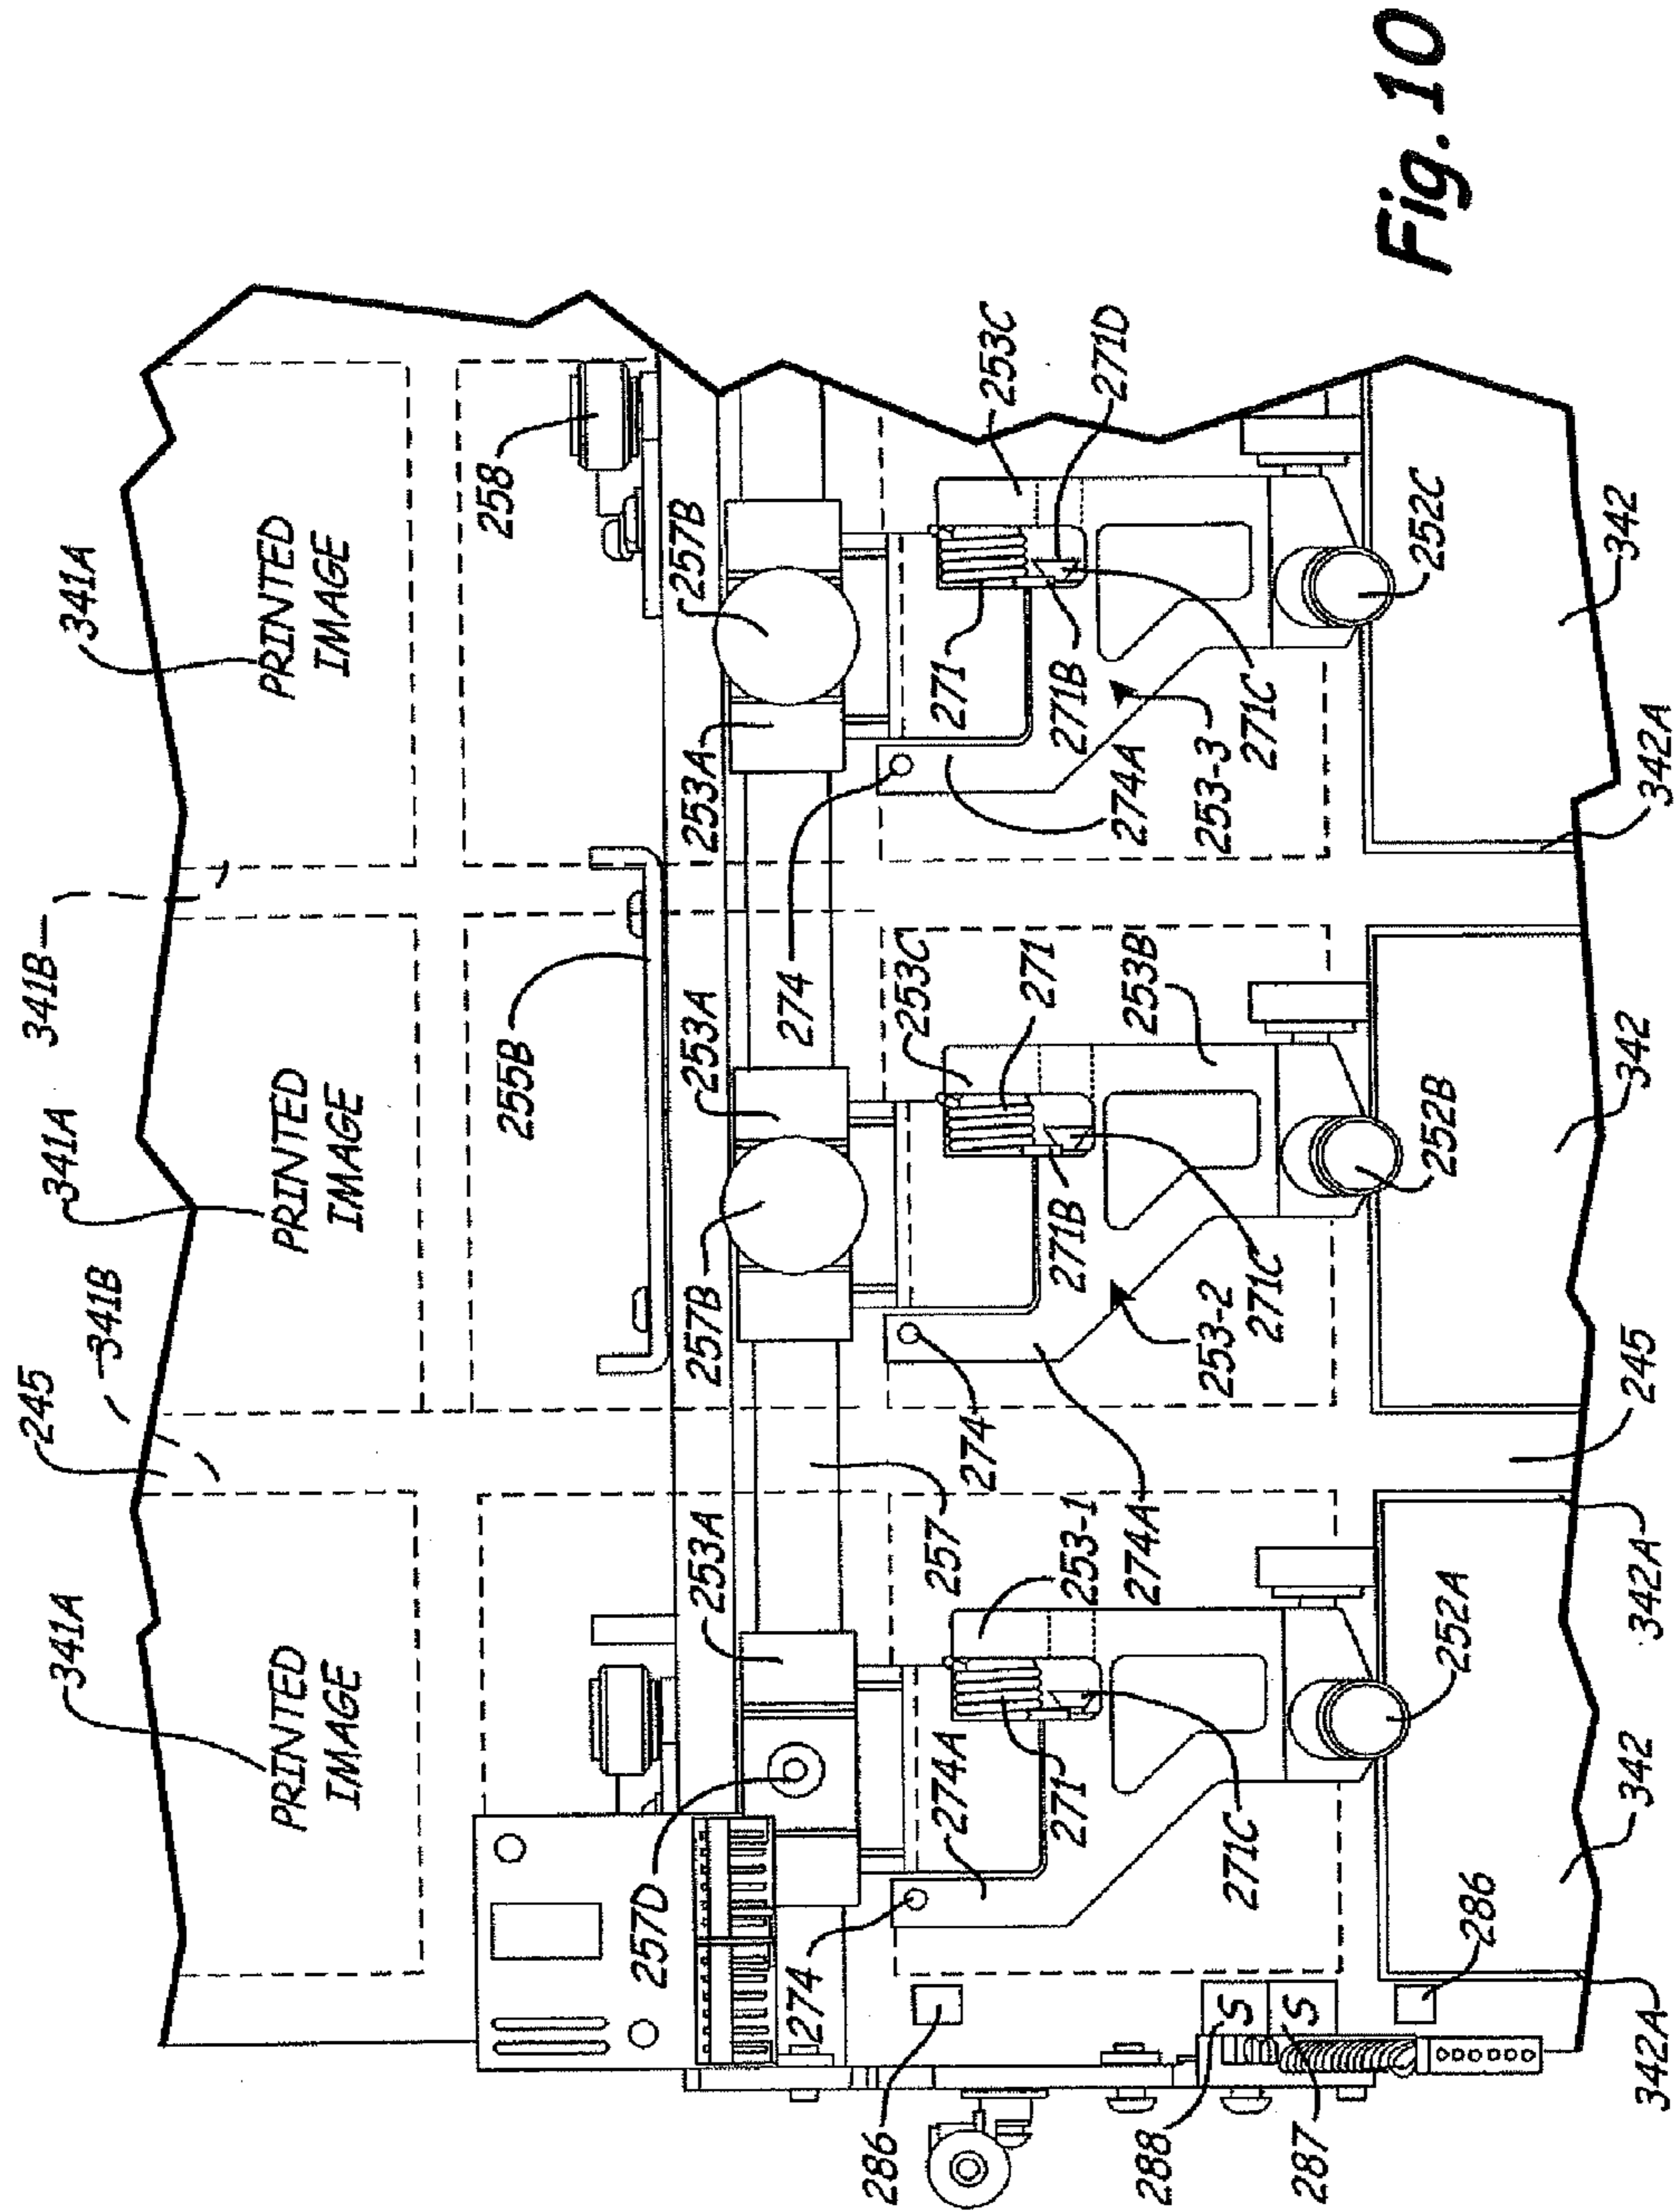 245
341B
341A
341A
341B
341A
PRINTED
IMAGE
PRINTED
IMAGE
PRINTED
IMAGE
255B
258
257D
253A
257B
253A
253A
257B
274
274
286
257
253C
274A
274
271
253C
271
253-1
271B
271
271B
271D
274A
274A
288
253B
271C
253-2
253-3
S
271C
271C
287
S
252A
252B
252C
Fig. 10
286
342
245
342
342
342A
342A
342A